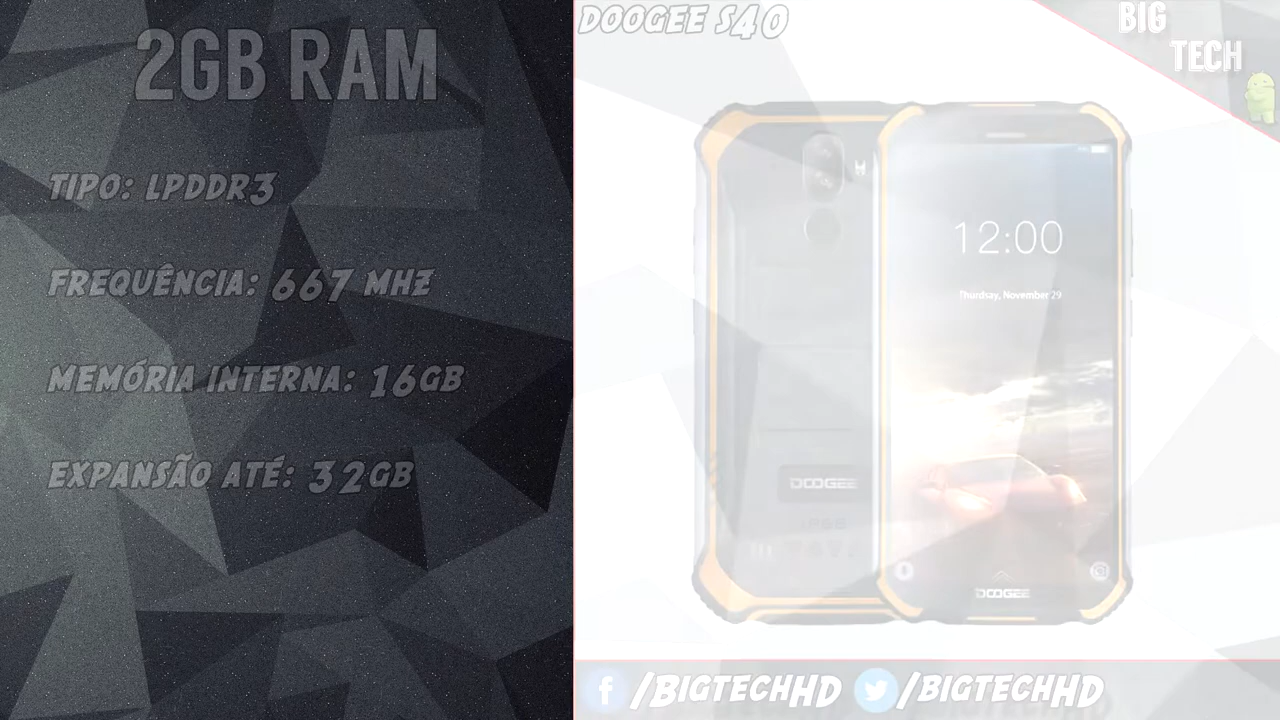 2GB RAM
TIPO: LPDDR3
FREQUÊNCIA: 667 MHZ
MEMÓRIA INTERNA: 16GB
EXPANSÃO ATÉ: 32GB
DOOGEE S40
BIG
TECH
12:00
Thurdsay, November 29
DOOGEE
DOOGEE
/BIGTECHHD
/BIGTECHHD